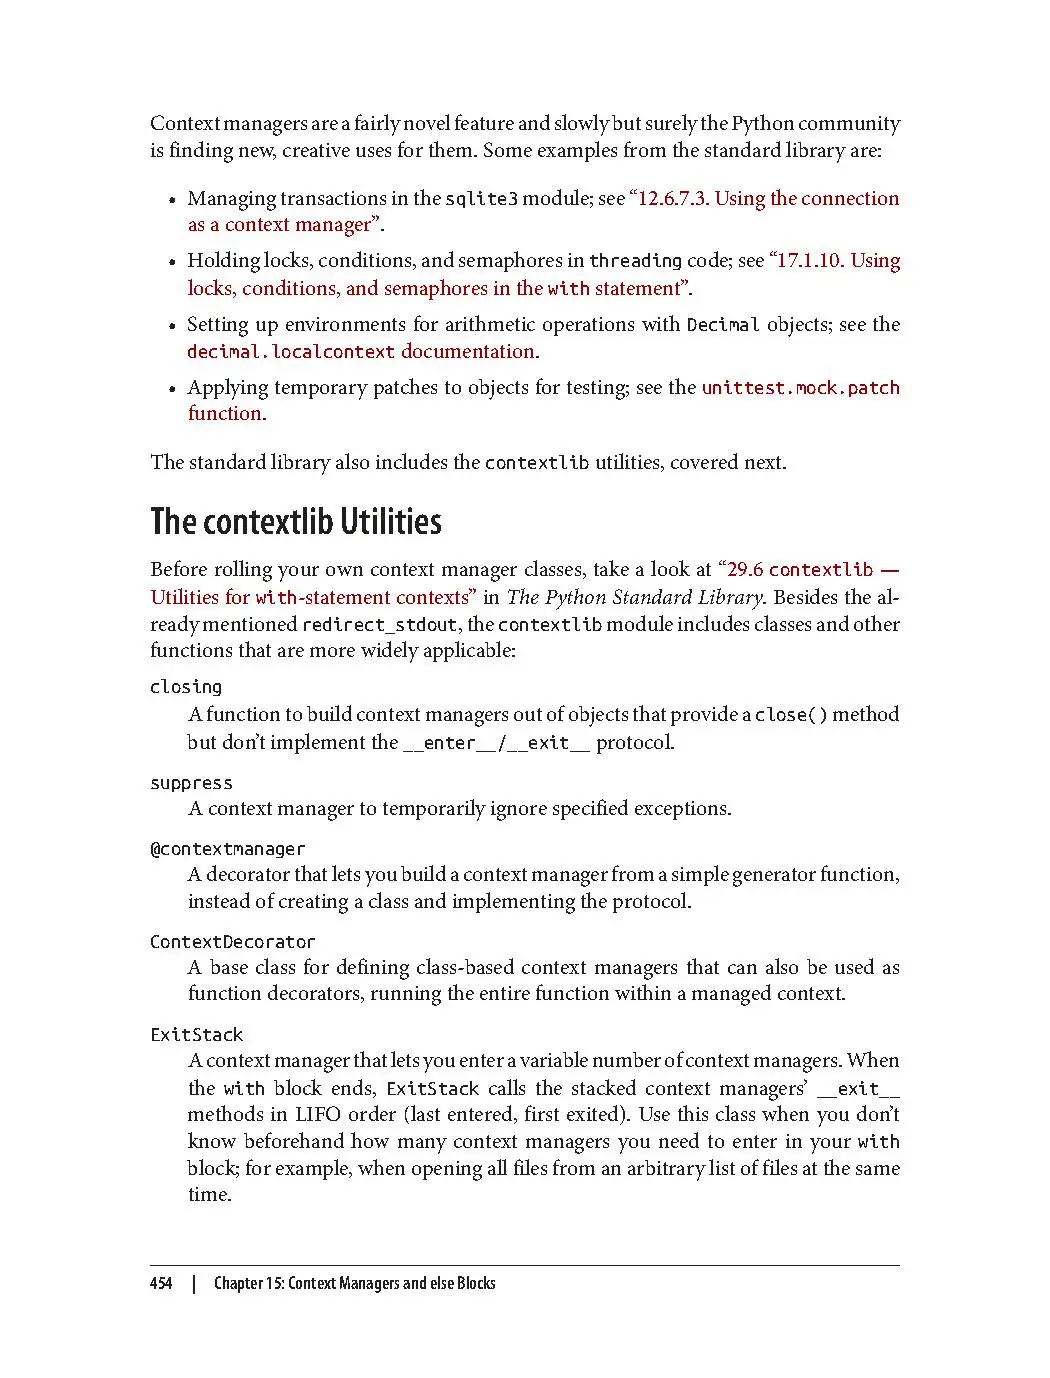 Context managers are a fairly novel feature and slowly but surely the Python community
is finding new, creative uses for them. Some examples from the standard library are:
• Managing transactions in the sqlite3 module; see “12.6.7.3. Using the connection
as a context manager”.
• Holding locks, conditions, and semaphores in threading code; see “17.1.10. Using
locks, conditions, and semaphores in the with statement”.
• Setting up environments for arithmetic operations with Decimal objects; see the
decimal.localcontext documentation.
• Applying temporary patches to objects for testing; see the unittest.mock.patch
function.
The standard library also includes the contextlib utilities, covered next.
The contextlib Utilities
Before rolling your own context manager classes, take a look at “29.6 contextlib —
Utilities for with-statement contexts” in The Python Standard Library. Besides the al-
ready mentioned redirect_stdout, the contextlib module includes classes and other
functions that are more widely applicable:
closing
A function to build context managers out of objects that provide a close() method
but don’t implement the __enter__/__exit__ protocol.
suppress
A context manager to temporarily ignore specified exceptions.
@contextmanager
A decorator that lets you build a context manager from a simple generator function,
instead of creating a class and implementing the protocol.
ContextDecorator
A base class for defining class-based context managers that can also be used as
function decorators, running the entire function within a managed context.
ExitStack
A context manager that lets you enter a variable number of context managers. When
the with block ends, ExitStack calls the stacked context managers’ __exit__
methods in LIFO order (last entered, first exited). Use this class when you don’t
know beforehand how many context managers you need to enter in your with
block; for example, when opening all files from an arbitrary list of files at the same
time.
454 | Chapter 15: Context Managers and else Blocks